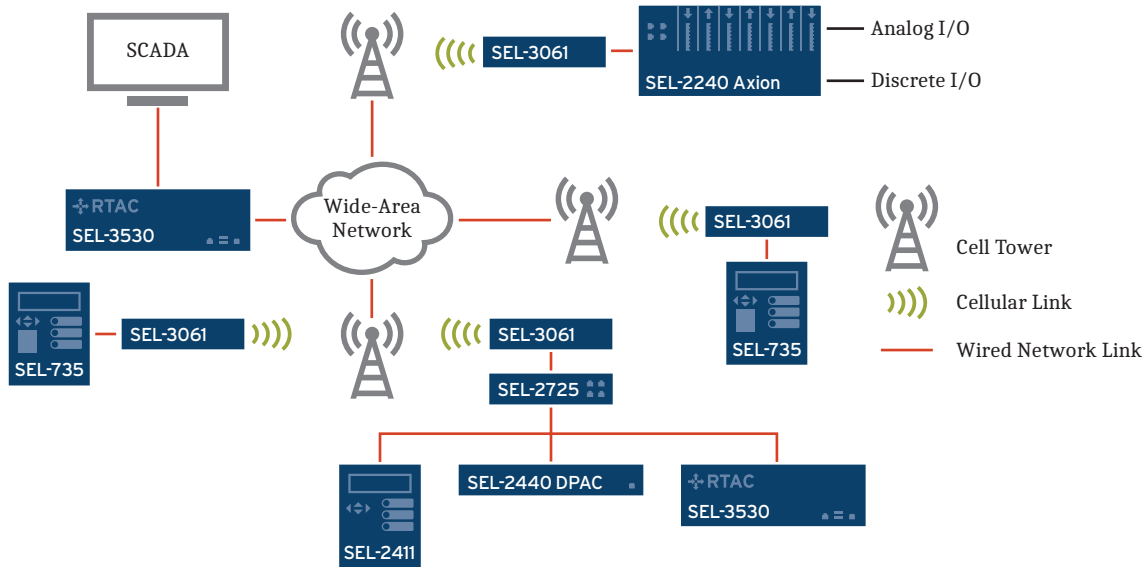 SCADA
SEL-3061
SEL-2240 Axion
Analog I/O
Discrete I/O
RTAC
SEL-3530
Wide-Area
Network
SEL-3061
SEL-735
Cell Tower
Cellular Link
Wired Network Link
SEL-735
SEL-3061
SEL-3061
SEL-2725
SEL-2411
SEL-2440 DPAC
RTAC
SEL-3530